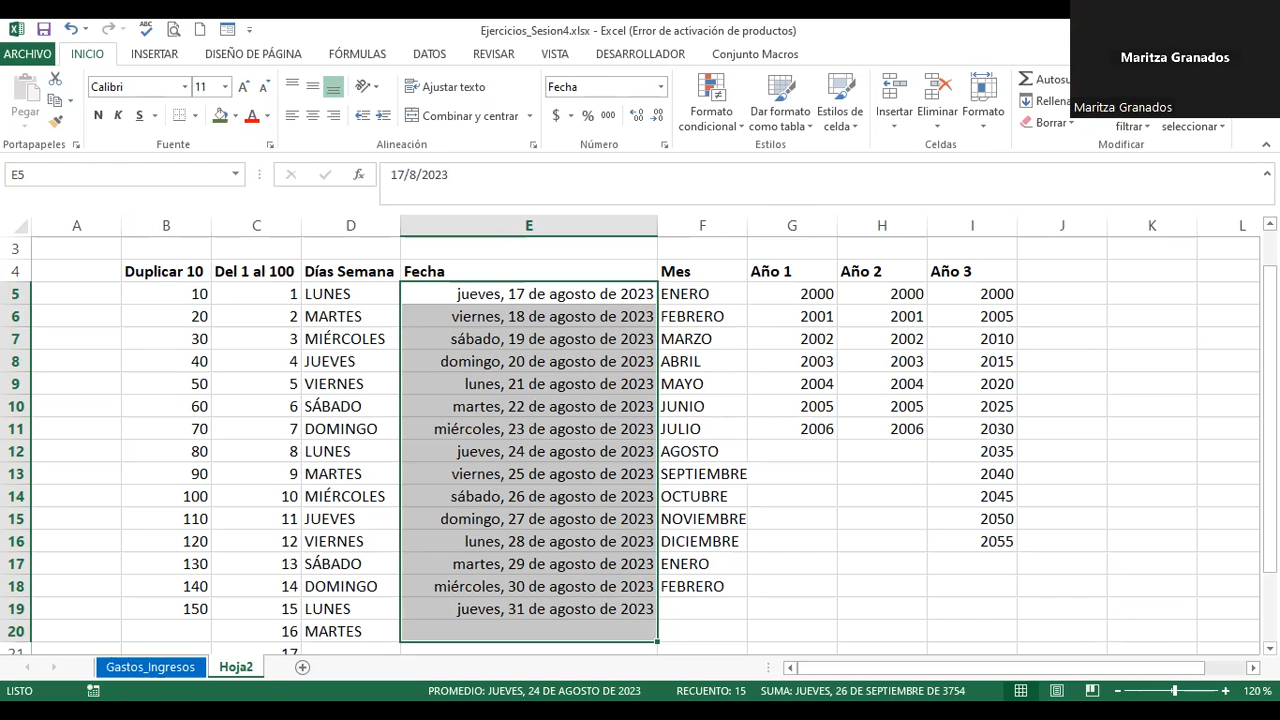 Ejercicios_Sesion4.xlsx - Excel (Error de activación de productos)
Maritza Granados
Maritza Granados
ARCHIVO INICIO INSERTAR DISEÑO DE PÁGINA FÓRMULAS DATOS REVISAR VISTA DESARROLLADOR Conjunto Macros
Pegar
Calibri 11
N K S
Ajustar texto
Combinar y centrar
Fecha
$ % 000
Formato condicional
Dar formato como tabla
Estilos de celda
Insertar Eliminar Formato
Autosu
Rellena
Borrar
filtrar
seleccionar
Portapapeles Fuente Alineación Número Estilos Celdas Modificar
E5 fx 17/8/2023
A B C D E F G H I J K L
3
4 Duplicar 10 Del 1 al 100 Días Semana Fecha Mes Año 1 Año 2 Año 3
5 10 1 LUNES jueves, 17 de agosto de 2023 ENERO 2000 2000 2000
6 20 2 MARTES viernes, 18 de agosto de 2023 FEBRERO 2001 2001 2005
7 30 3 MIÉRCOLES sábado, 19 de agosto de 2023 MARZO 2002 2002 2010
8 40 4 JUEVES domingo, 20 de agosto de 2023 ABRIL 2003 2003 2015
9 50 5 VIERNES lunes, 21 de agosto de 2023 MAYO 2004 2004 2020
10 60 6 SÁBADO martes, 22 de agosto de 2023 JUNIO 2005 2005 2025
11 70 7 DOMINGO miércoles, 23 de agosto de 2023 JULIO 2006 2006 2030
12 80 8 LUNES jueves, 24 de agosto de 2023 AGOSTO 2035
13 90 9 MARTES viernes, 25 de agosto de 2023 SEPTIEMBRE 2040
14 100 10 MIÉRCOLES sábado, 26 de agosto de 2023 OCTUBRE 2045
15 110 11 JUEVES domingo, 27 de agosto de 2023 NOVIEMBRE 2050
16 120 12 VIERNES lunes, 28 de agosto de 2023 DICIEMBRE 2055
17 130 13 SÁBADO martes, 29 de agosto de 2023 ENERO
18 140 14 DOMINGO miércoles, 30 de agosto de 2023 FEBRERO
19 150 15 LUNES jueves, 31 de agosto de 2023
20 16 MARTES
21 17
Gastos_Ingresos Hoja2
LISTO PROMEDIO: JUEVES, 24 DE AGOSTO DE 2023 RECUENTO: 15 SUMA: JUEVES, 26 DE SEPTIEMBRE DE 3754 120 %